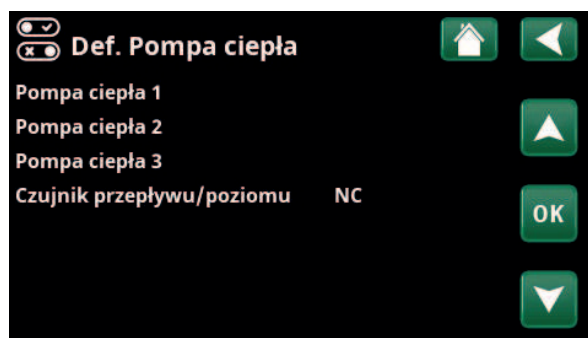 Def. Pompa ciepła
Pompa ciepła 1
Pompa ciepła 2
Pompa ciepła 3
Czujnik przepływu/poziomu NC
OK